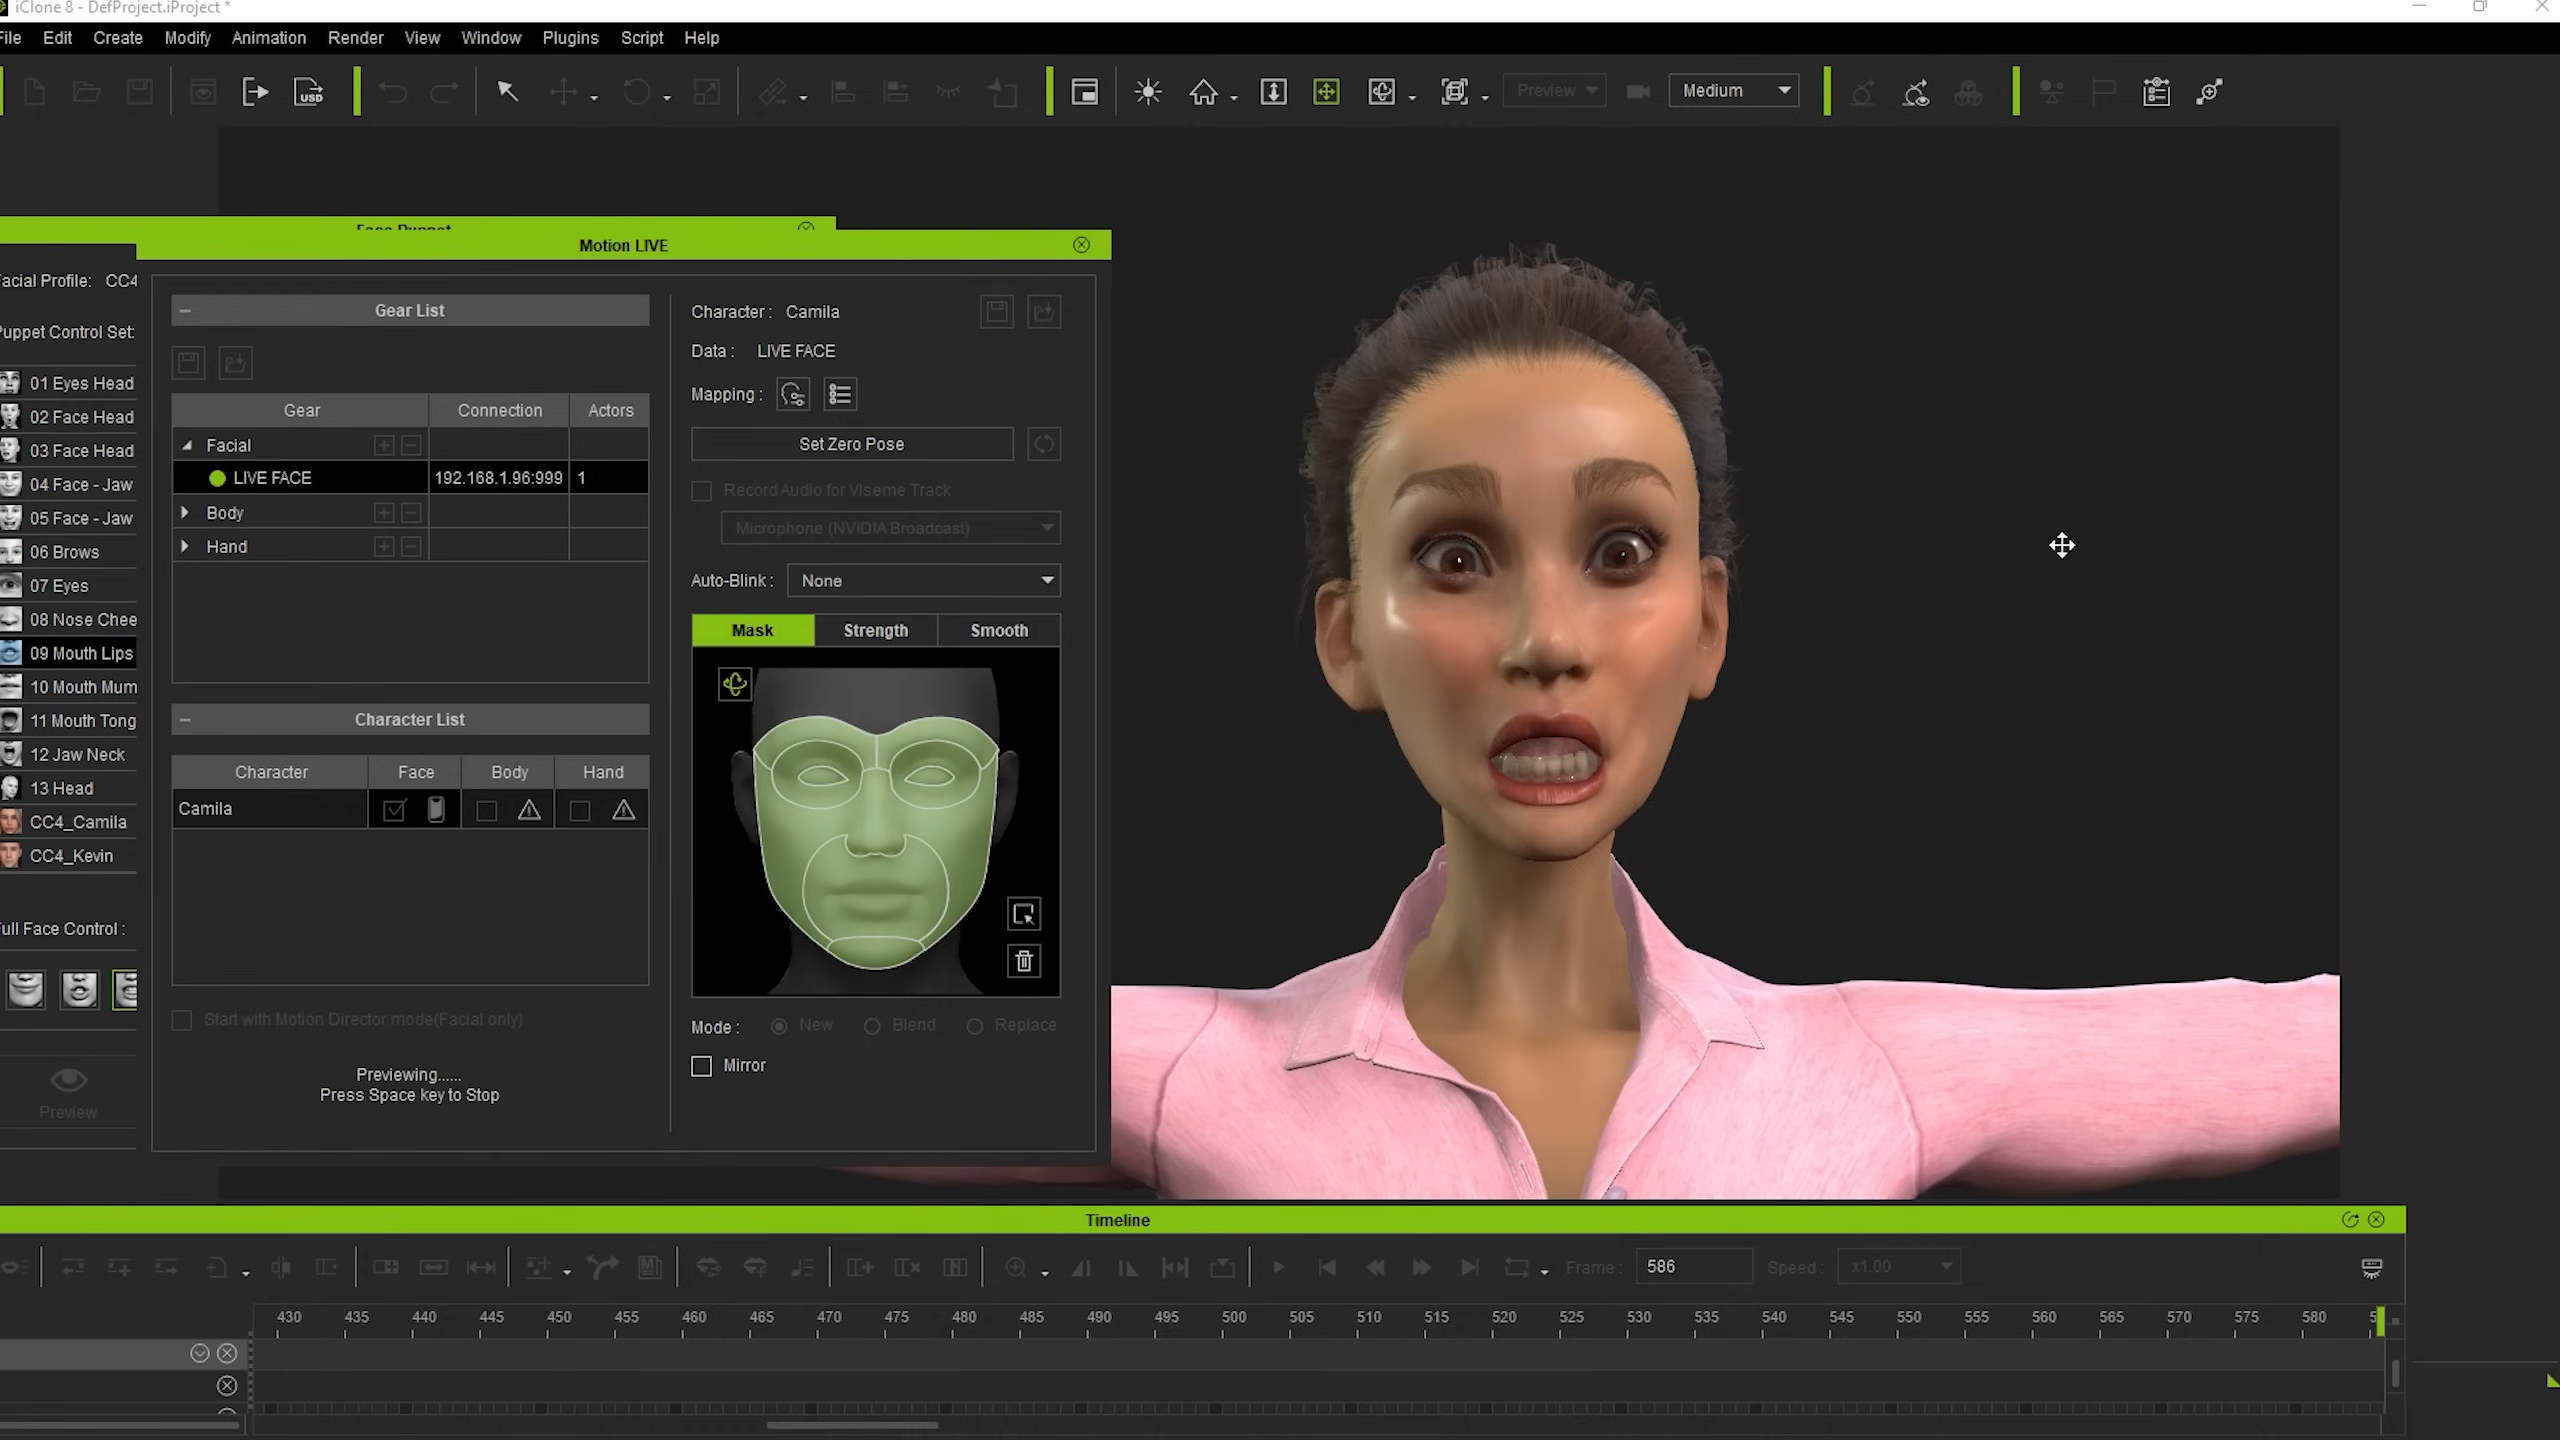 iClone 8 - DefProject.iProject *
File Edit Create Modify Habits Animation Render View Window Plugins Script Help
USD
Preview
Medium
Face Puppet
Motion LIVE
Facial Profile: CC4
Puppet Control Set:
01 Eyes Head
02 Face Head
03 Face Head
04 Face - Jaw
05 Face - Jaw
06 Brows
07 Eyes
08 Nose Chee
09 Mouth Lips
10 Mouth Mum
11 Mouth Tong
12 Jaw Neck
13 Head
CC4_Camila
CC4_Kevin
Full Face Control :
Preview
Gear List
Gear Connection Actors
Facial
LIVE FACE 192.168.1.96:999 1
Body
Hand
Character List
Character Face Body Hand
Camila
Start with Motion Director mode(Facial only)
Previewing......
Press Space key to Stop
Character : Camila
Data : LIVE FACE
Mapping :
Set Zero Pose
Record Audio for Viseme Track
Microphone (NVIDIA Broadcast)
Auto-Blink : None
Mask Strength Smooth
Mode : New Blend Replace
Mirror
Timeline
Frame : 586 Speed : x1.00
430 435 440 445 450 455 460 465 470 475 480 485 490 495 500 505 510 515 520 525 530 535 540 545 550 555 560 565 570 575 580